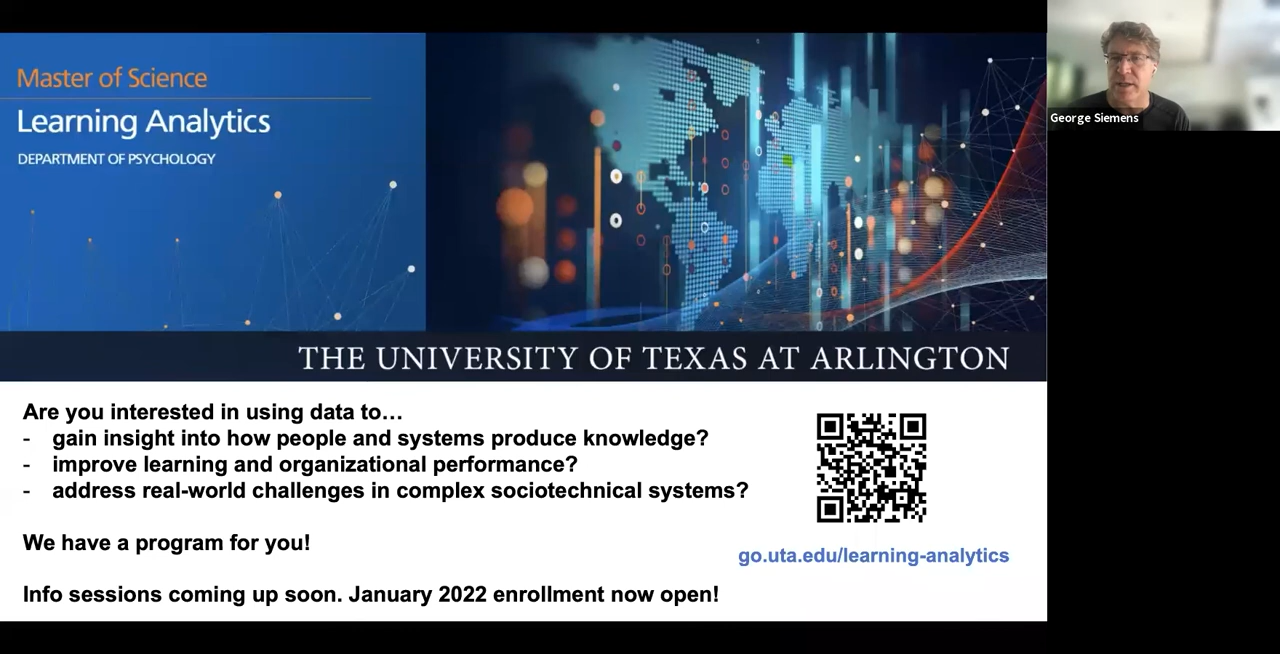 Master of Science
Learning Analytics
DEPARTMENT OF PSYCHOLOGY
THE UNIVERSITY OF TEXAS AT ARLINGTON
Are you interested in using data to…
- gain insight into how people and systems produce knowledge?
- improve learning and organizational performance?
- address real-world challenges in complex sociotechnical systems?
We have a program for you!
Info sessions coming up soon. January 2022 enrollment now open!
go.uta.edu/learning-analytics
George Siemens